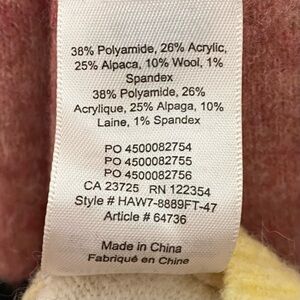 38% Polyamide, 26% Acrylic,
25% Alpaca, 10% Wool, 1%
Spandex
38% Polyamide, 26%
Acrylique, 25% Alpaga, 10%
Laine, 1% Spandex
PO 4500082754
PO 4500082755
PO 4500082756
CA 23725 RN 122354
Style # HAW7-8889FT-47
Article # 64736
Made in China
Fabriqué en Chine